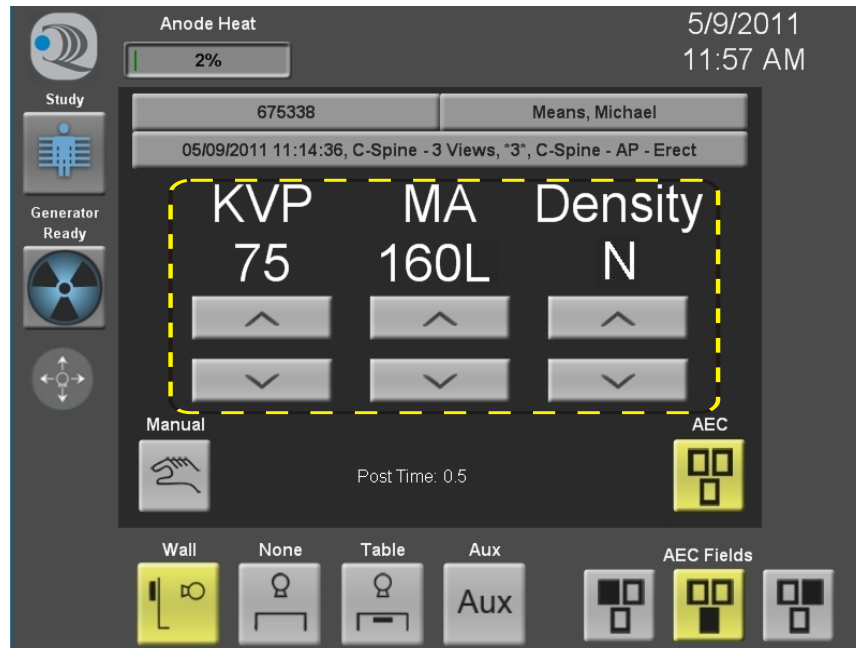 Anode Heat
5/9/2011
2%
11:57 AM
Study
675338
Means, Michael
05/09/2011 11:14:36, C-Spine - 3 Views, *3*, C-Spine - AP - Erect
KVP MA Density
Generator
Ready
75 160L N
Manual
AEC
Post Time: 0.5
Wall None Table Aux
AEC Fields
Aux